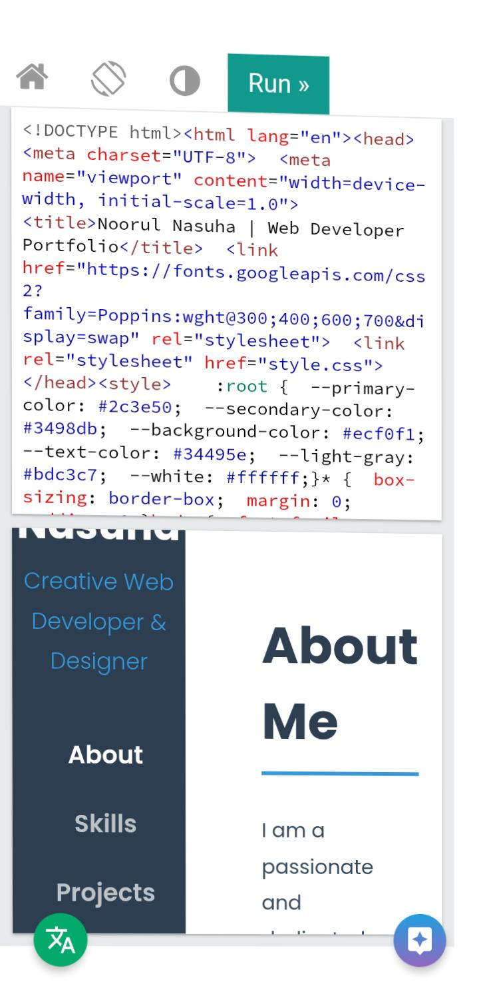 Run »
<!DOCTYPE html><html lang="en"><head>
<meta charset="UTF-8">  <meta
name="viewport" content="width=device-
width, initial-scale=1.0">
<title>Noorul Nasuha | Web Developer
Portfolio</title>  <link
href="https://fonts.googleapis.com/css
2?
family=Poppins:wght@300;400;600;700&di
splay=swap" rel="stylesheet">  <link
rel="stylesheet" href="style.css">
</head><style>    :root {  --primary-
color: #2c3e50;  --secondary-color:
#3498db;  --background-color: #ecf0f1;
--text-color: #34495e;  --light-gray:
#bdc3c7;  --white: #ffffff;}* {  box-
sizing: border-box;  margin: 0;
Nasuha
Creative Web
Developer &
Designer
About
Skills
Projects
About
Me
I am a
passionate
and